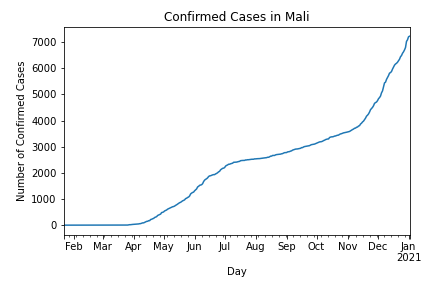 Confirmed Cases in Mali
Number of Confirmed Cases
7000
6000
5000
4000
3000
2000
1000
0
Feb Mar Apr May Jun Jul Aug Sep Oct Nov Dec Jan
2021
Day